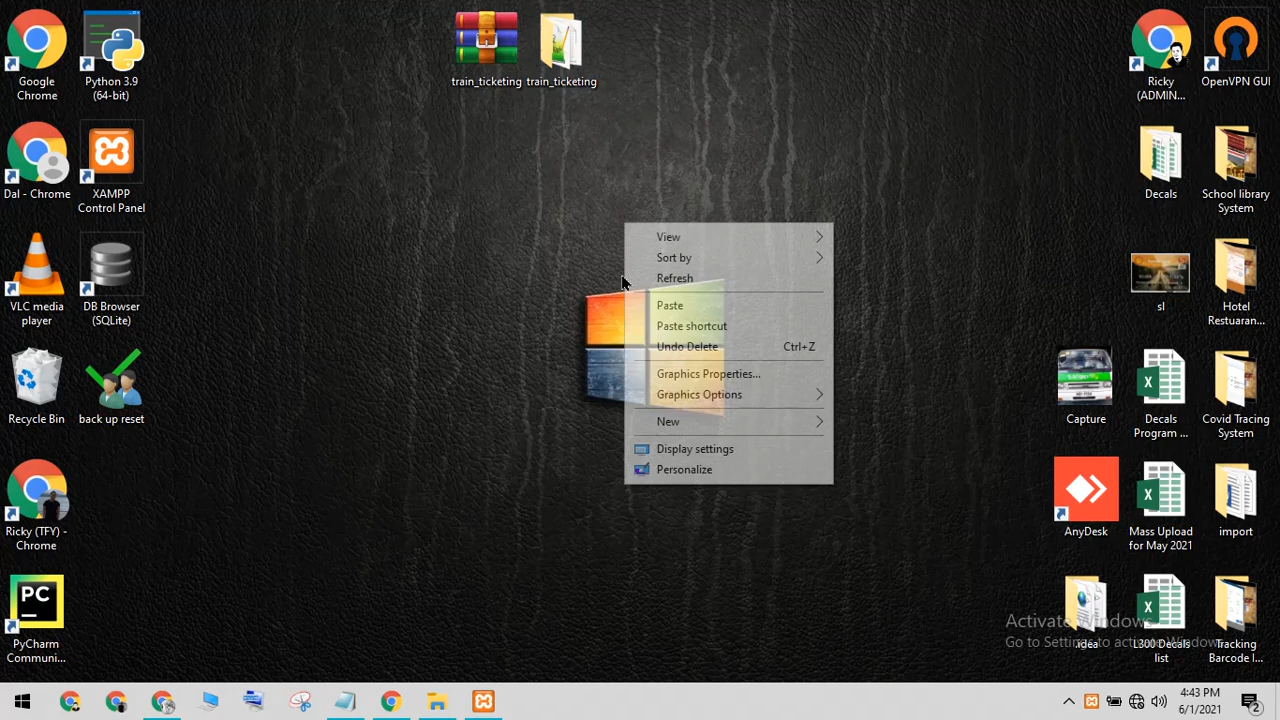 Google
Chrome
Python 3.9
(64-bit)
train_ticketing
train_ticketing
Ricky
(ADMIN...
OpenVPN GUI
Dal - Chrome
XAMPP
Control Panel
Decals
School library
System
VLC media
player
DB Browser
(SQLite)
View
Sort by
Refresh
Paste
Paste shortcut
Undo Delete Ctrl+Z
Graphics Properties...
Graphics Options
New
Display settings
Personalize
sl
Hotel
Restuaran...
Recycle Bin
back up reset
Capture
Decals
Program ...
Covid Tracing
System
Ricky (TFY) -
Chrome
AnyDesk
Mass Upload
for May 2021
import
PC
PyCharm
Communi...
.idea
L300 Decals
list
Tracking
Barcode I...
Activate Windows
Go to Settings to activate Windows.
4:43 PM
6/1/2021
2